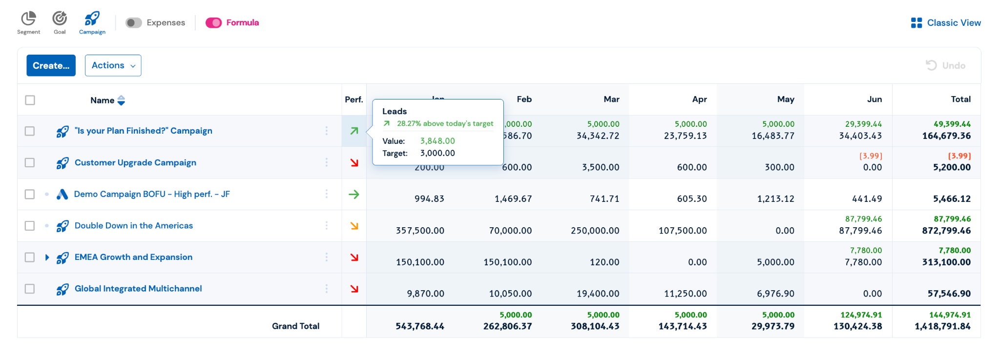 Segment Goal Campaign Expenses Formula Classic View
Create... Actions Undo
Name Perf. Feb Mar Apr May Jun Total
Leads
28.27% above today's target
Value: 3,848.00
Target: 3,000.00
,000.00 5,000.00 5,000.00 5,000.00 29,399.44 49,399.44
"Is your Plan Finished?" Campaign
586.70 34,342.72 23,759.13 16,483.77 34,403.43 164,679.36
[3.99] [3.99]
Customer Upgrade Campaign
200.00 600.00 3,500.00 600.00 300.00 0.00 5,200.00
Demo Campaign BOFU - High perf. - JF
994.83 1,469.67 741.71 605.30 1,213.12 441.49 5,466.12
87,799.46 87,799.46
Double Down in the Americas
357,500.00 70,000.00 250,000.00 107,500.00 0.00 87,799.46 872,799.46
7,780.00 7,780.00
EMEA Growth and Expansion
150,100.00 150,100.00 120.00 0.00 5,000.00 7,780.00 313,100.00
Global Integrated Multichannel
9,870.00 10,050.00 19,400.00 11,250.00 6,976.90 0.00 57,546.90
5,000.00 5,000.00 5,000.00 5,000.00 124,974.91 144,974.91
Grand Total 543,768.44 262,806.37 308,104.43 143,714.43 29,973.79 130,424.38 1,418,791.84